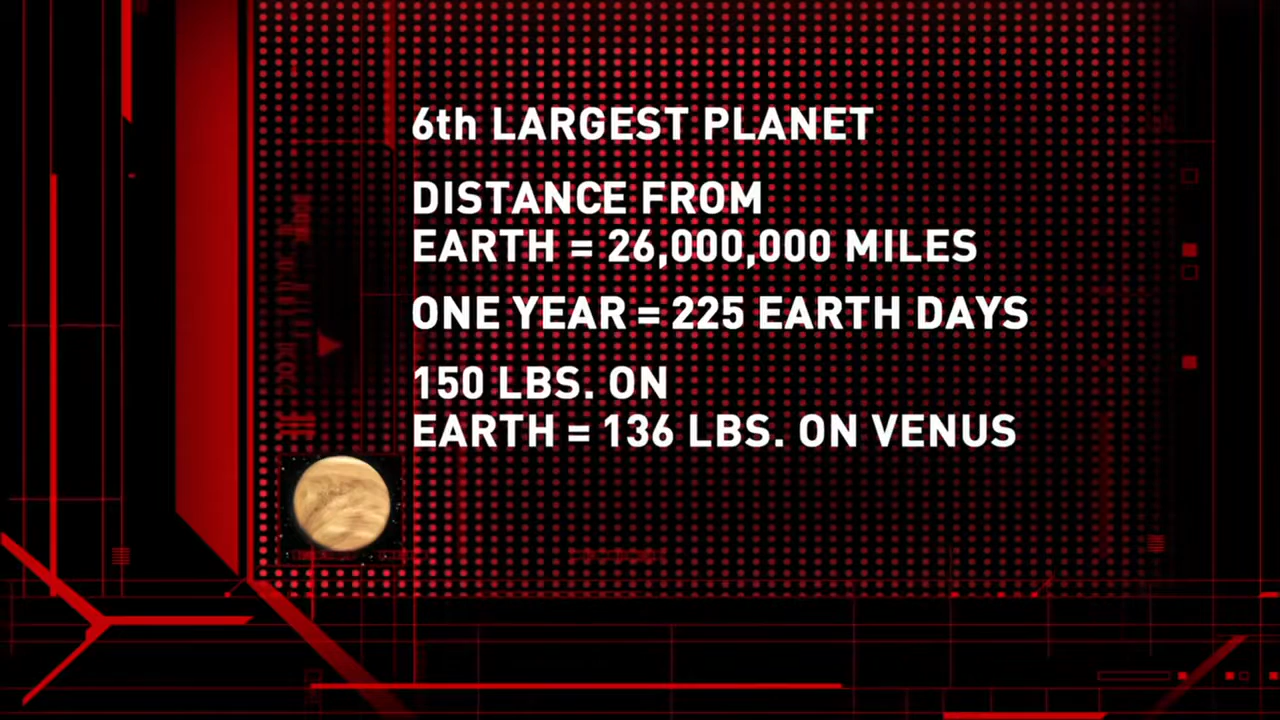 6th LARGEST PLANET
DISTANCE FROM
EARTH = 26,000,000 MILES
ONE YEAR = 225 EARTH DAYS
150 LBS. ON
EARTH = 136 LBS. ON VENUS